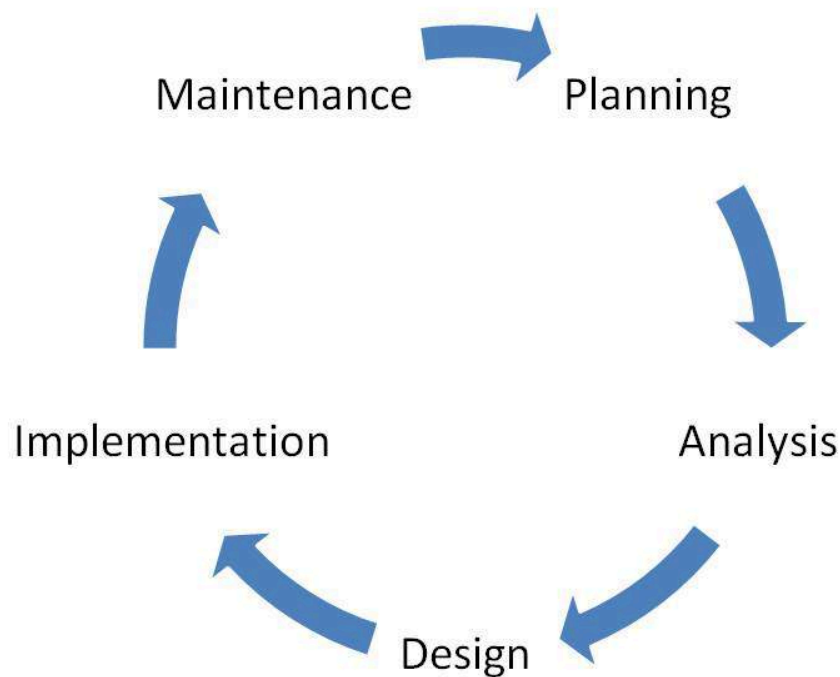 Maintenance
Planning
Implementation
Analysis
Design